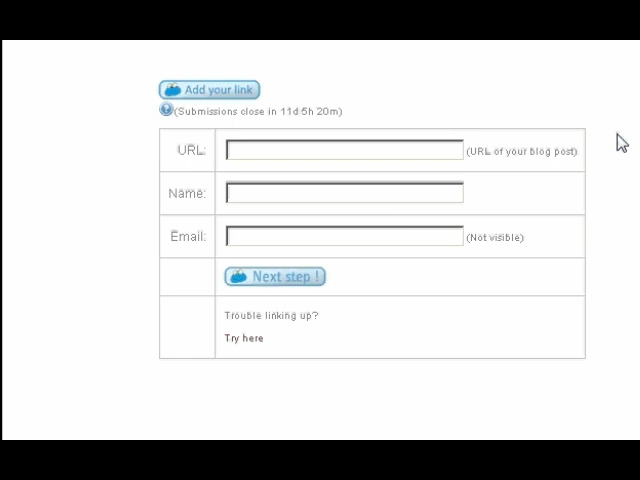 Add your link
(Submissions close in 11d 5h 20m)
URL: (URL of your blog post)
Name:
Email: (Not visible)
Next step !
Trouble linking up?
Try here